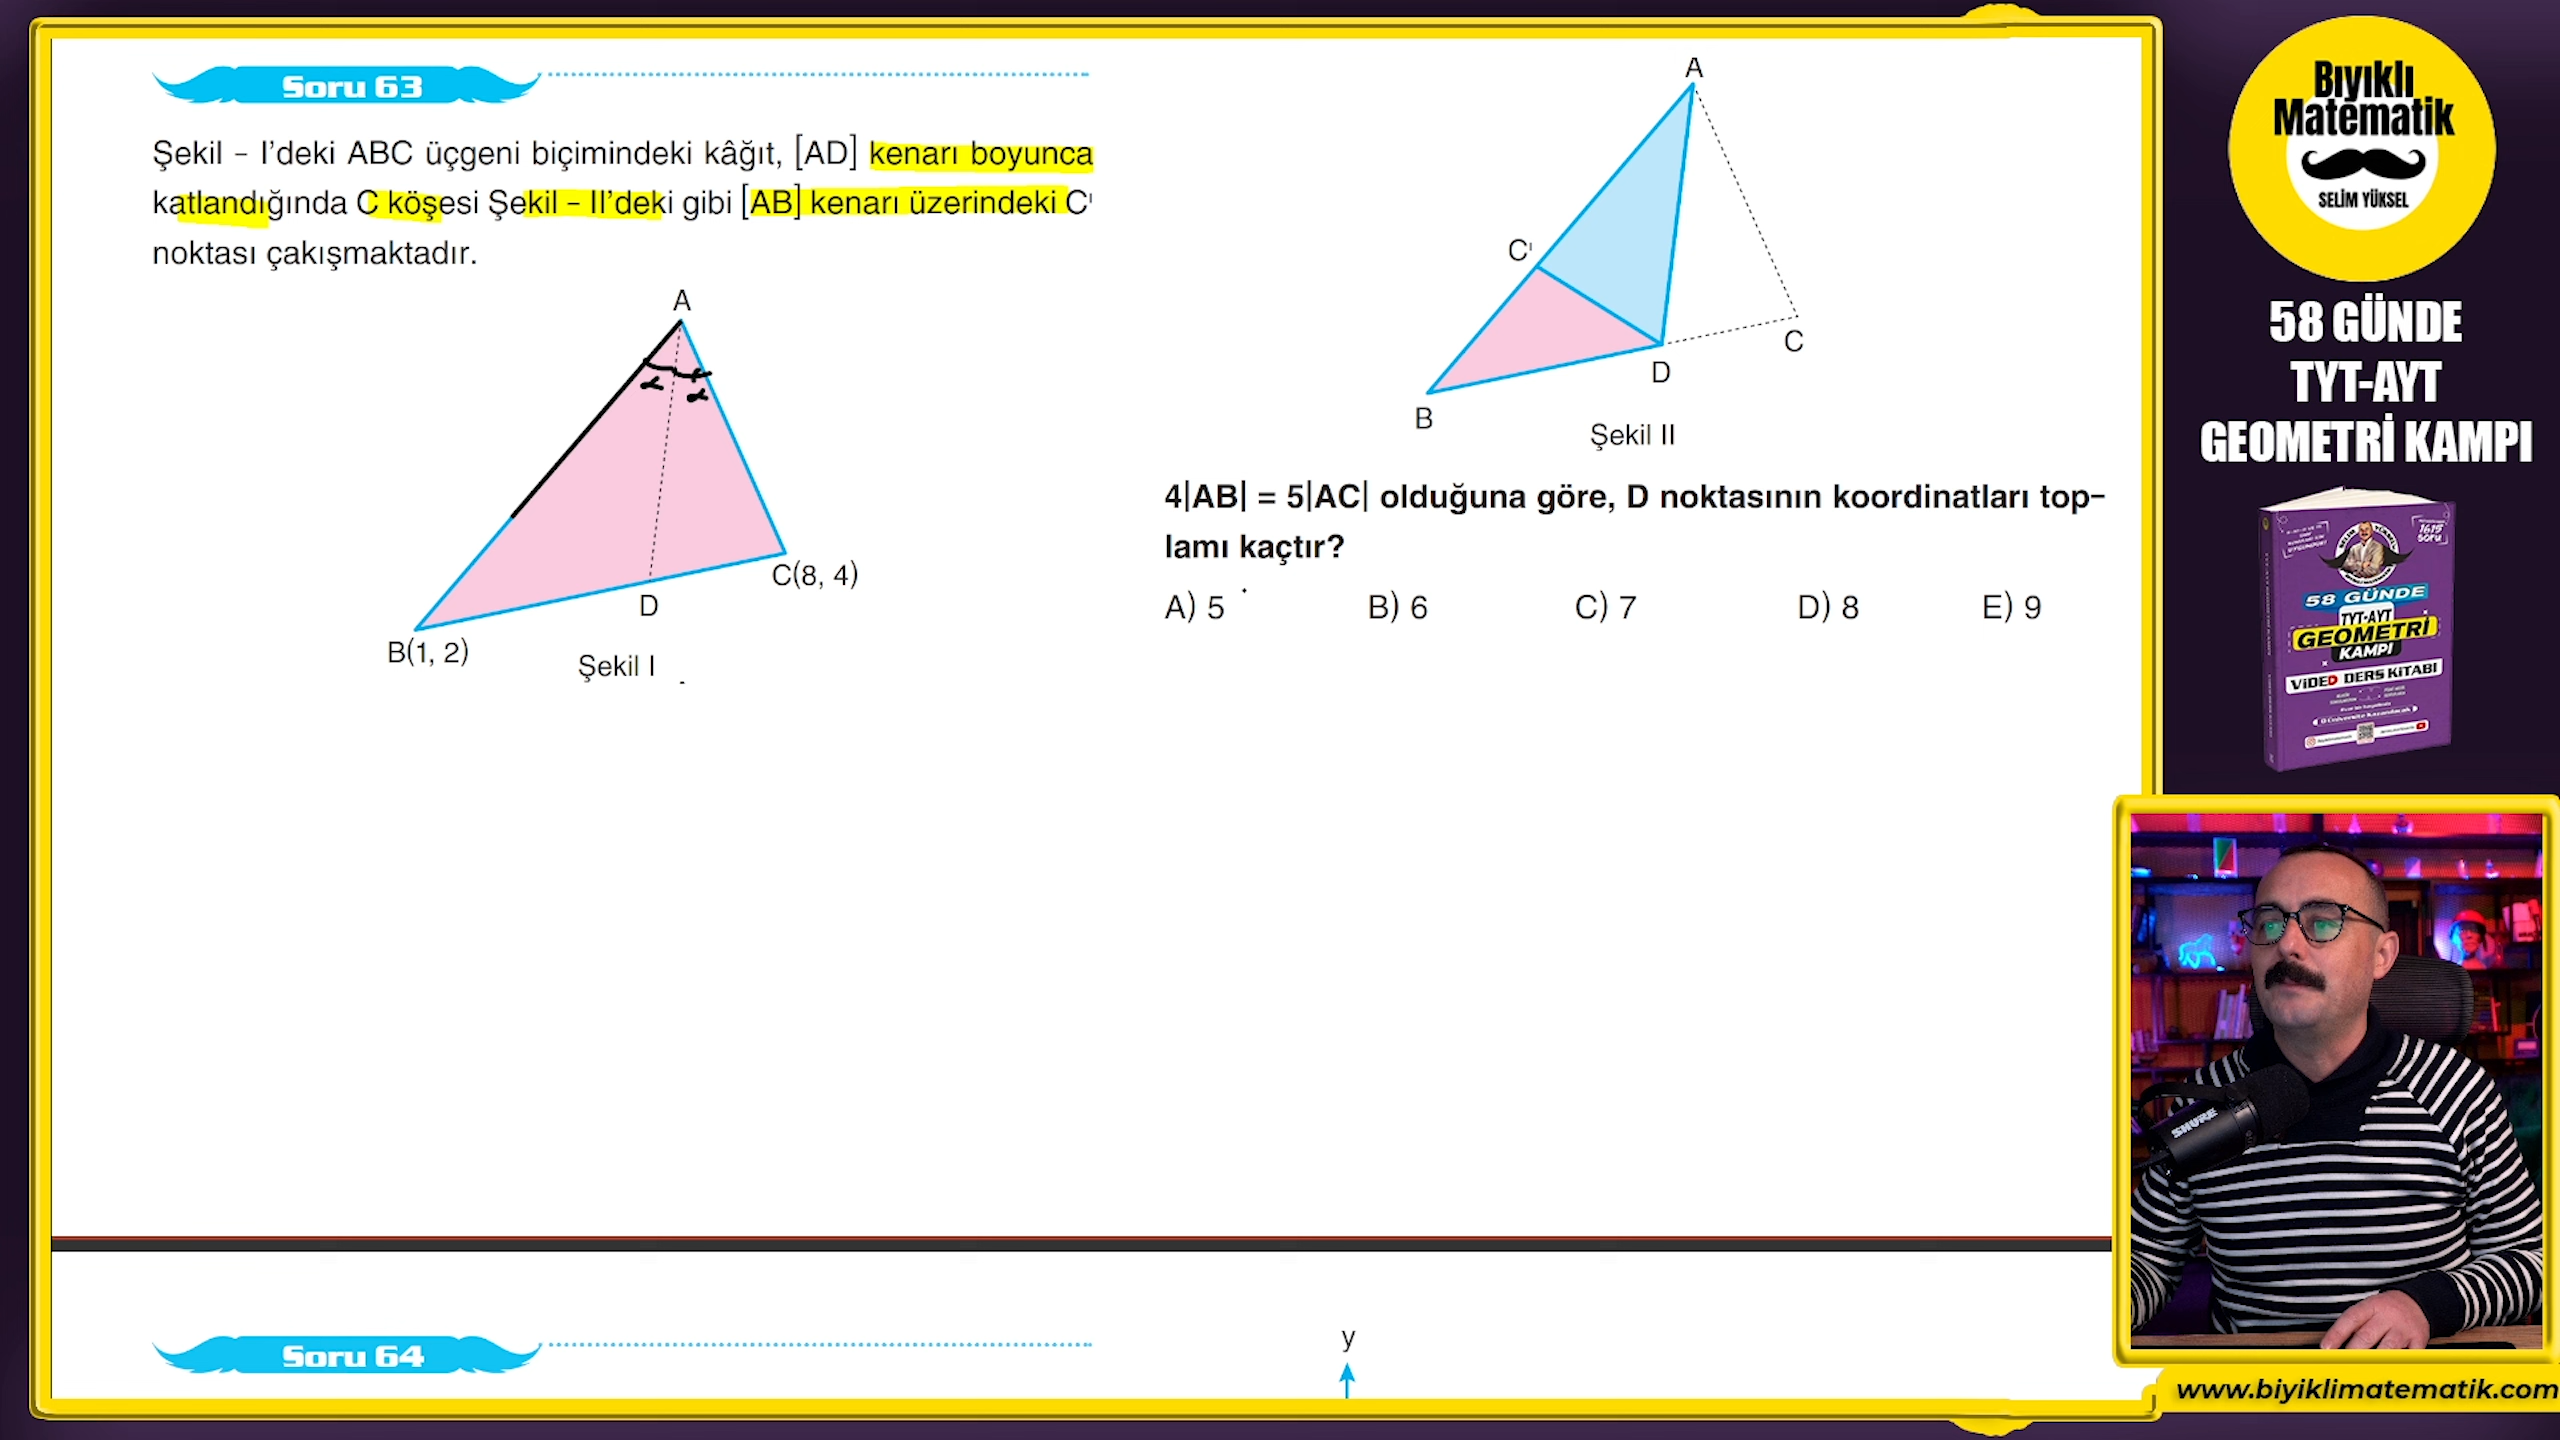 Soru 63
Şekil – I’deki ABC üçgeni biçimindeki kâğıt, [AD] kenarı boyunca
katlandığında C köşesi Şekil – II’deki gibi [AB] kenarı üzerindeki C'
noktası çakışmaktadır.
A
D
C(8, 4)
B(1, 2)
Şekil I
A
C'
C
D
B
Şekil II
4|AB| = 5|AC| olduğuna göre, D noktasının koordinatları top-
lamı kaçtır?
A) 5 B) 6 C) 7 D) 8 E) 9
Soru 64
y
Bıyıklı
Matematik
SELİM YÜKSEL
58 GÜNDE
TYT-AYT
GEOMETRİ KAMPI
1615
SORU
58 GÜNDE
TYT-AYT
GEOMETRİ
KAMPI
VİDEO DERS KİTABI
SHURE
www.biyiklimatematik.com